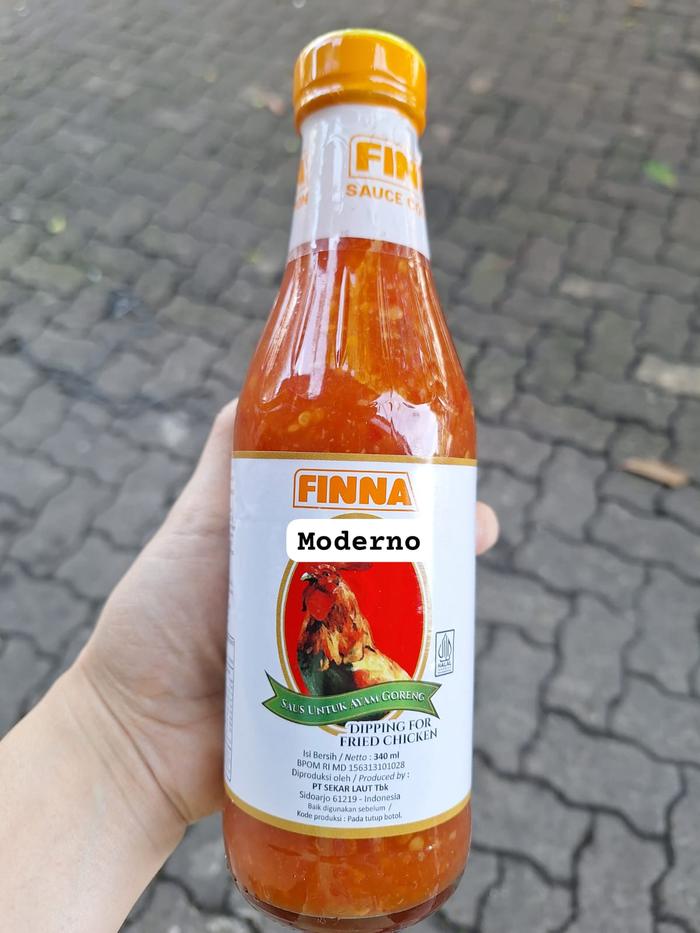 FINN
SAUCE CO
FINNA
Moderno
HALAL
SAUS UNTUK AYAM GORENG
DIPPING FOR
FRIED CHICKEN
Isi Bersih / Netto : 340 ml
BPOM RI MD 156313101028
Diproduksi oleh / Produced by :
PT SEKAR LAUT Tbk
Sidoarjo 61219 - Indonesia
Baik digunakan sebelum /
Kode produksi : Pada tutup botol.